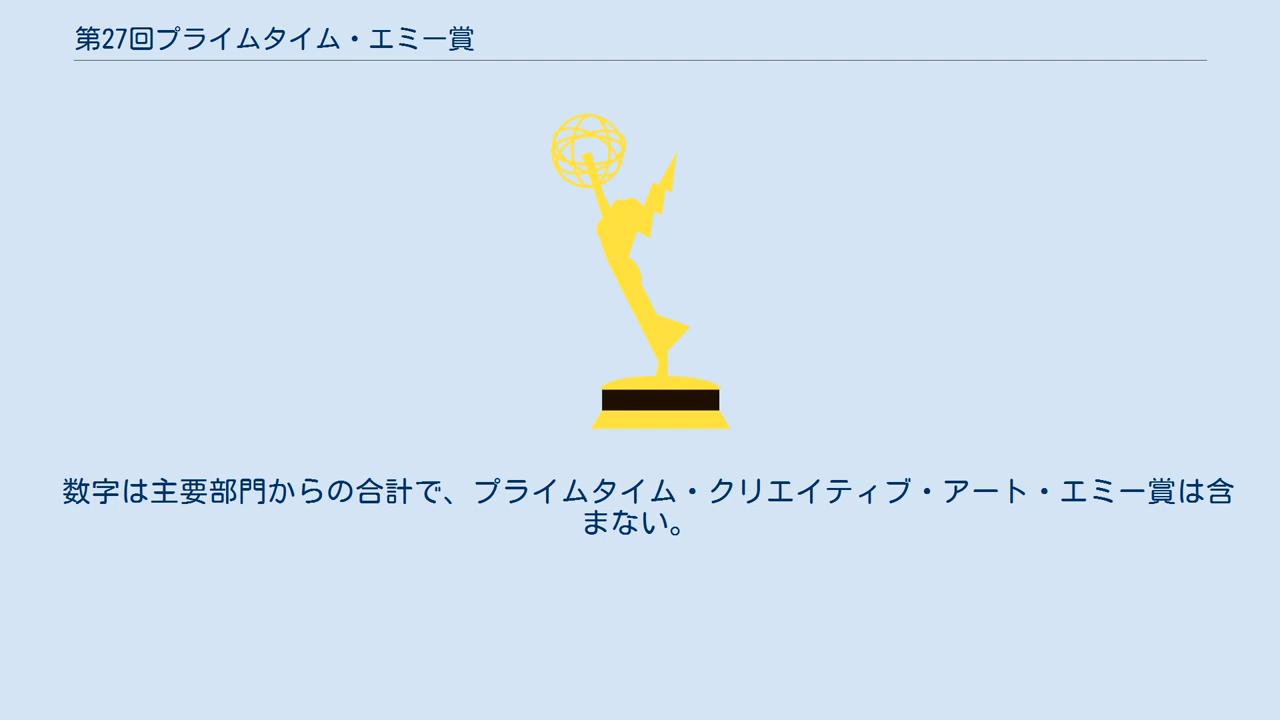 第27回プライムタイム・エミー賞
数字は主要部門からの合計で、プライムタイム・クリエイティブ・アート・エミー賞は含
まない。